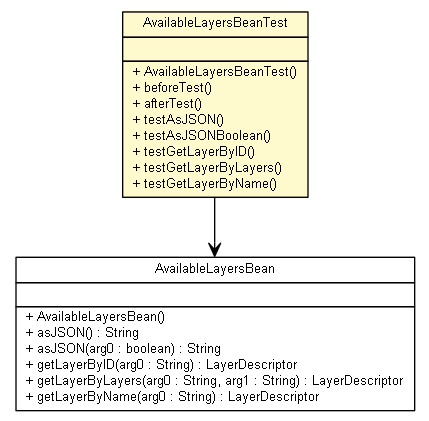 AvailableLayersBeanTest
+ AvailableLayersBeanTest()
+ beforeTest()
+ afterTest()
+ testAsJSON()
+ testAsJSONBoolean()
+ testGetLayerByID()
+ testGetLayerByLayers()
+ testGetLayerByName()
AvailableLayersBean
+ AvailableLayersBean()
+ asJSON() : String
+ asJSON(arg0 : boolean) : String
+ getLayerByID(arg0 : String) : LayerDescriptor
+ getLayerByLayers(arg0 : String, arg1 : String) : LayerDescriptor
+ getLayerByName(arg0 : String) : LayerDescriptor